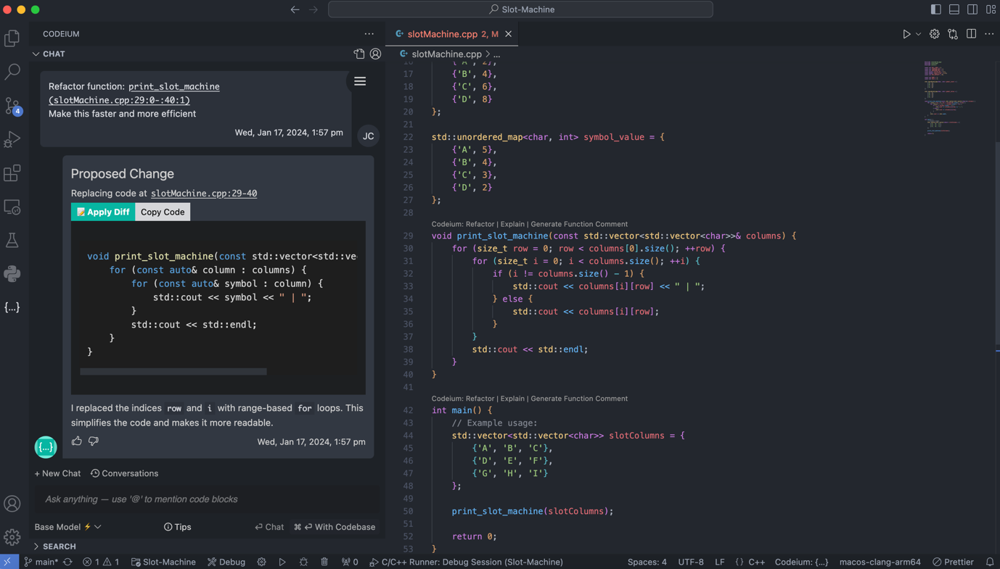 Slot-Machine
CODEIUM
CHAT
Refactor function: print_slot_machine
(slotMachine.cpp:29:0-:40:1)
Make this faster and more efficient
Wed, Jan 17, 2024, 1:57 pm
JC
Proposed Change
Replacing code at slotMachine.cpp:29-40
Apply Diff Copy Code
void print_slot_machine(const std::vector<std::ve
for (const auto& column : columns) {
for (const auto& symbol : column) {
std::cout << symbol << " | ";
}
std::cout << std::endl;
}
}
I replaced the indices row and i with range-based for loops. This
simplifies the code and makes it more readable.
Wed, Jan 17, 2024, 1:57 pm
{...}
+ New Chat Conversations
Ask anything — use '@' to mention code blocks
Base Model Tips Chat ⌘ With Codebase
SEARCH
4
{...}
slotMachine.cpp 2, M
slotMachine.cpp > ...
16 {'A', 2},
17 {'B', 4},
18 {'C', 6},
19 {'D', 8}
20 };
21
22 std::unordered_map<char, int> symbol_value = {
23 {'A', 5},
24 {'B', 4},
25 {'C', 3},
26 {'D', 2}
27 };
28
Codeium: Refactor | Explain | Generate Function Comment
29 void print_slot_machine(const std::vector<std::vector<char>>& columns) {
30 for (size_t row = 0; row < columns[0].size(); ++row) {
31 for (size_t i = 0; i < columns.size(); ++i) {
32 if (i != columns.size() - 1) {
33 std::cout << columns[i][row] << " | ";
34 } else {
35 std::cout << columns[i][row];
36 }
37 }
38 std::cout << std::endl;
39 }
40 }
41
Codeium: Refactor | Explain | Generate Function Comment
42 int main() {
43 // Example usage:
44 std::vector<std::vector<char>> slotColumns = {
45 {'A', 'B', 'C'},
46 {'D', 'E', 'F'},
47 {'G', 'H', 'I'}
48 };
49
50 print_slot_machine(slotColumns);
51
52 return 0;
53 }
main* 1 1 Slot-Machine Debug 0 C/C++ Runner: Debug Session (Slot-Machine) Spaces: 4 UTF-8 LF {} C++ Codeium: {...} macos-clang-arm64 Prettier